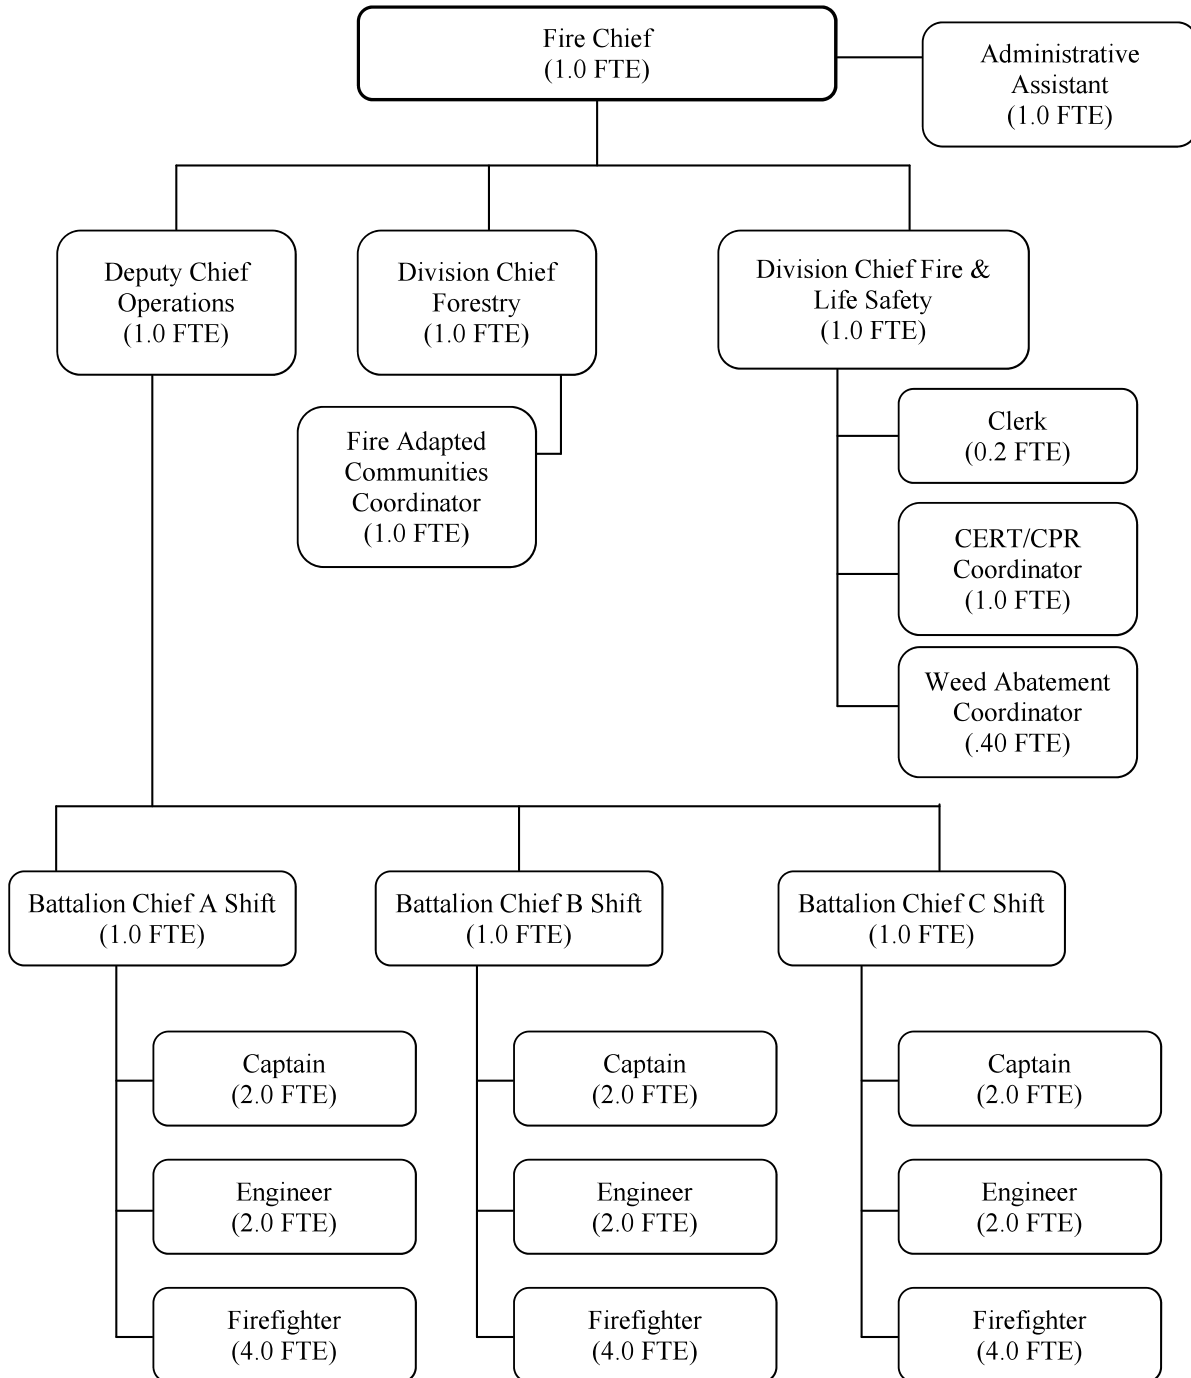 Fire Chief
(1.0 FTE)
Administrative
Assistant
(1.0 FTE)
Deputy Chief
Operations
(1.0 FTE)
Division Chief
Forestry
(1.0 FTE)
Division Chief Fire &
Life Safety
(1.0 FTE)
Fire Adapted
Communities
Coordinator
(1.0 FTE)
Clerk
(0.2 FTE)
CERT/CPR
Coordinator
(1.0 FTE)
Weed Abatement
Coordinator
(.40 FTE)
Battalion Chief A Shift
(1.0 FTE)
Battalion Chief B Shift
(1.0 FTE)
Battalion Chief C Shift
(1.0 FTE)
Captain
(2.0 FTE)
Captain
(2.0 FTE)
Captain
(2.0 FTE)
Engineer
(2.0 FTE)
Engineer
(2.0 FTE)
Engineer
(2.0 FTE)
Firefighter
(4.0 FTE)
Firefighter
(4.0 FTE)
Firefighter
(4.0 FTE)